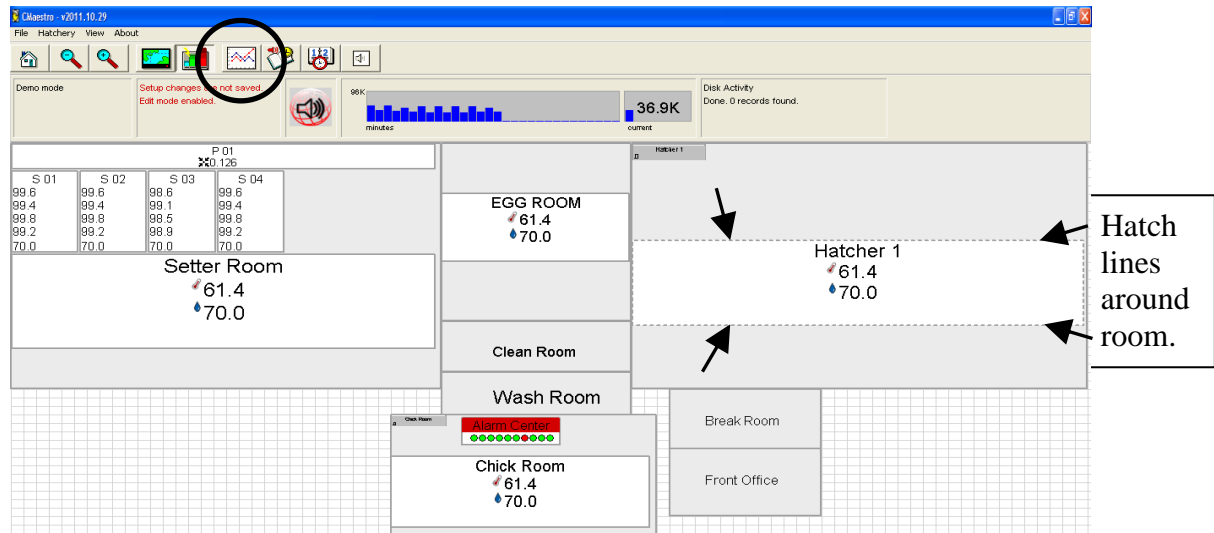 CMaestro - v2011.10.29
File Hatchery View About
Demo mode
Setup changes are not saved.
Edit mode enabled.
96K
minutes
36.9K
current
Disk Activity
Done. 0 records found.
P 01
0.126
S 01 S 02 S 03 S 04
99.6 99.6 98.6 99.6
99.4 99.4 99.1 99.4
99.8 99.8 98.5 99.8
99.2 99.2 98.9 99.2
70.0 70.0 70.0 70.0
Setter Room
61.4
70.0
EGG ROOM
61.4
70.0
Clean Room
Wash Room
Hatcher 1
Hatcher 1
61.4
70.0
Hatch
lines
around
room.
Chick Room
Alarm Center
Chick Room
61.4
70.0
Break Room
Front Office